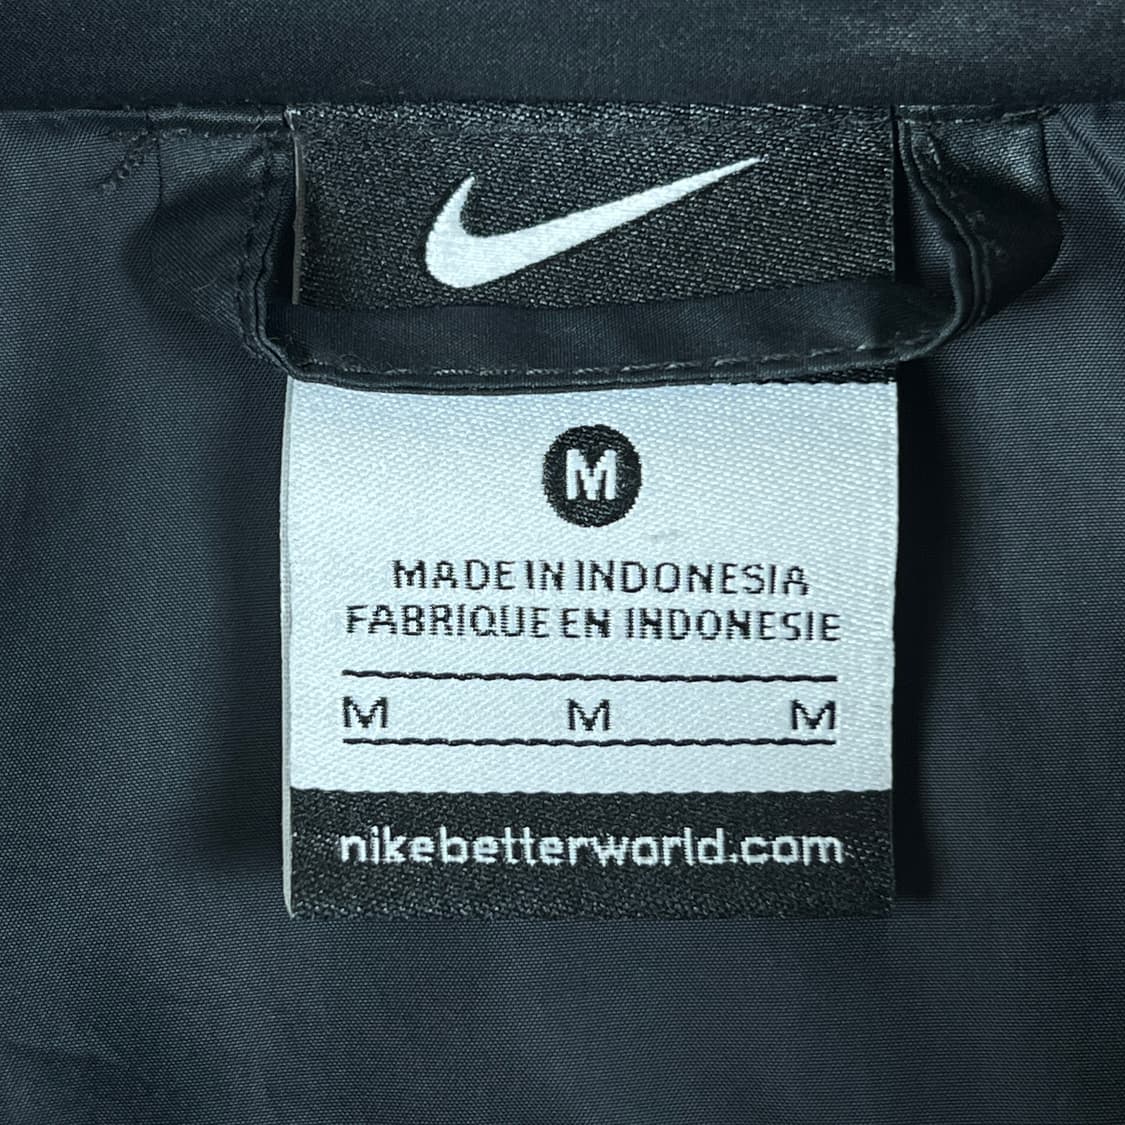 M
MADE IN INDONESIA
FABRIQUE EN INDONESIE
M M M
nikebetterworld.com